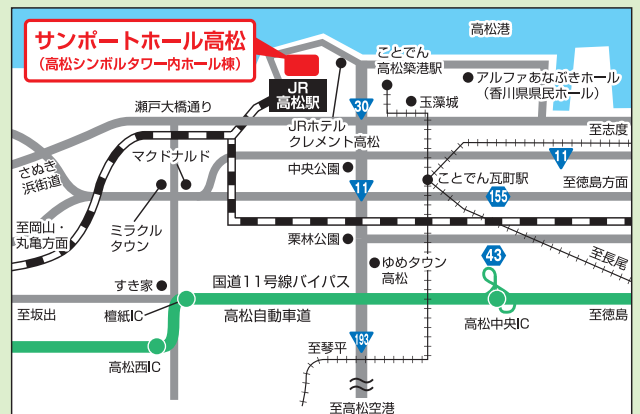 高松港
サンポートホール高松
(高松シンボルタワー内ホール棟)
ことでん
高松築港駅
アルファあなぶきホール
(香川県県民ホール)
JR
高松駅
30
玉藻城
瀬戸大橋通り
JRホテル
クレメント高松
至志度
マクドナルド
中央公園
11
さぬき
浜街道
11
ことでん瓦町駅
155
至徳島方面
至岡山・
丸亀方面
ミラクル
タウン
栗林公園
43
至長尾
ゆめタウン
高松
すき家
国道11号線バイパス
至坂出
檀紙IC
高松自動車道
高松中央IC
至徳島
193
高松西IC
至琴平
至高松空港